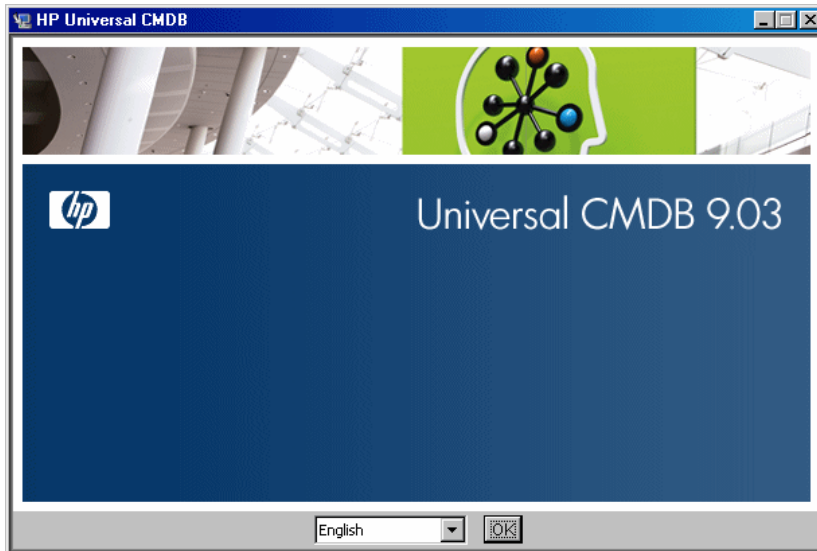 HP Universal CMDB
hp
Universal CMDB 9.03
English
OK